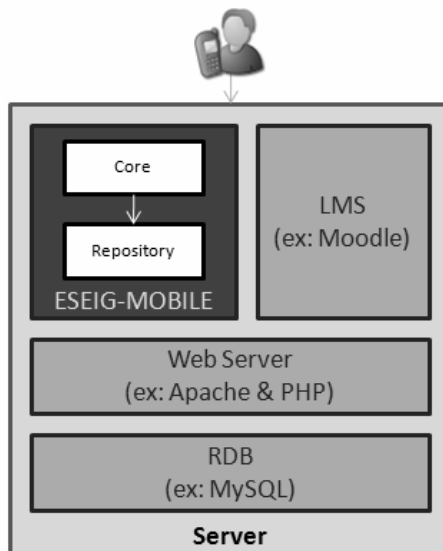 Core
Repository
ESEIG-MOBILE
LMS
(ex: Moodle)
Web Server
(ex: Apache & PHP)
RDB
(ex: MySQL)
Server